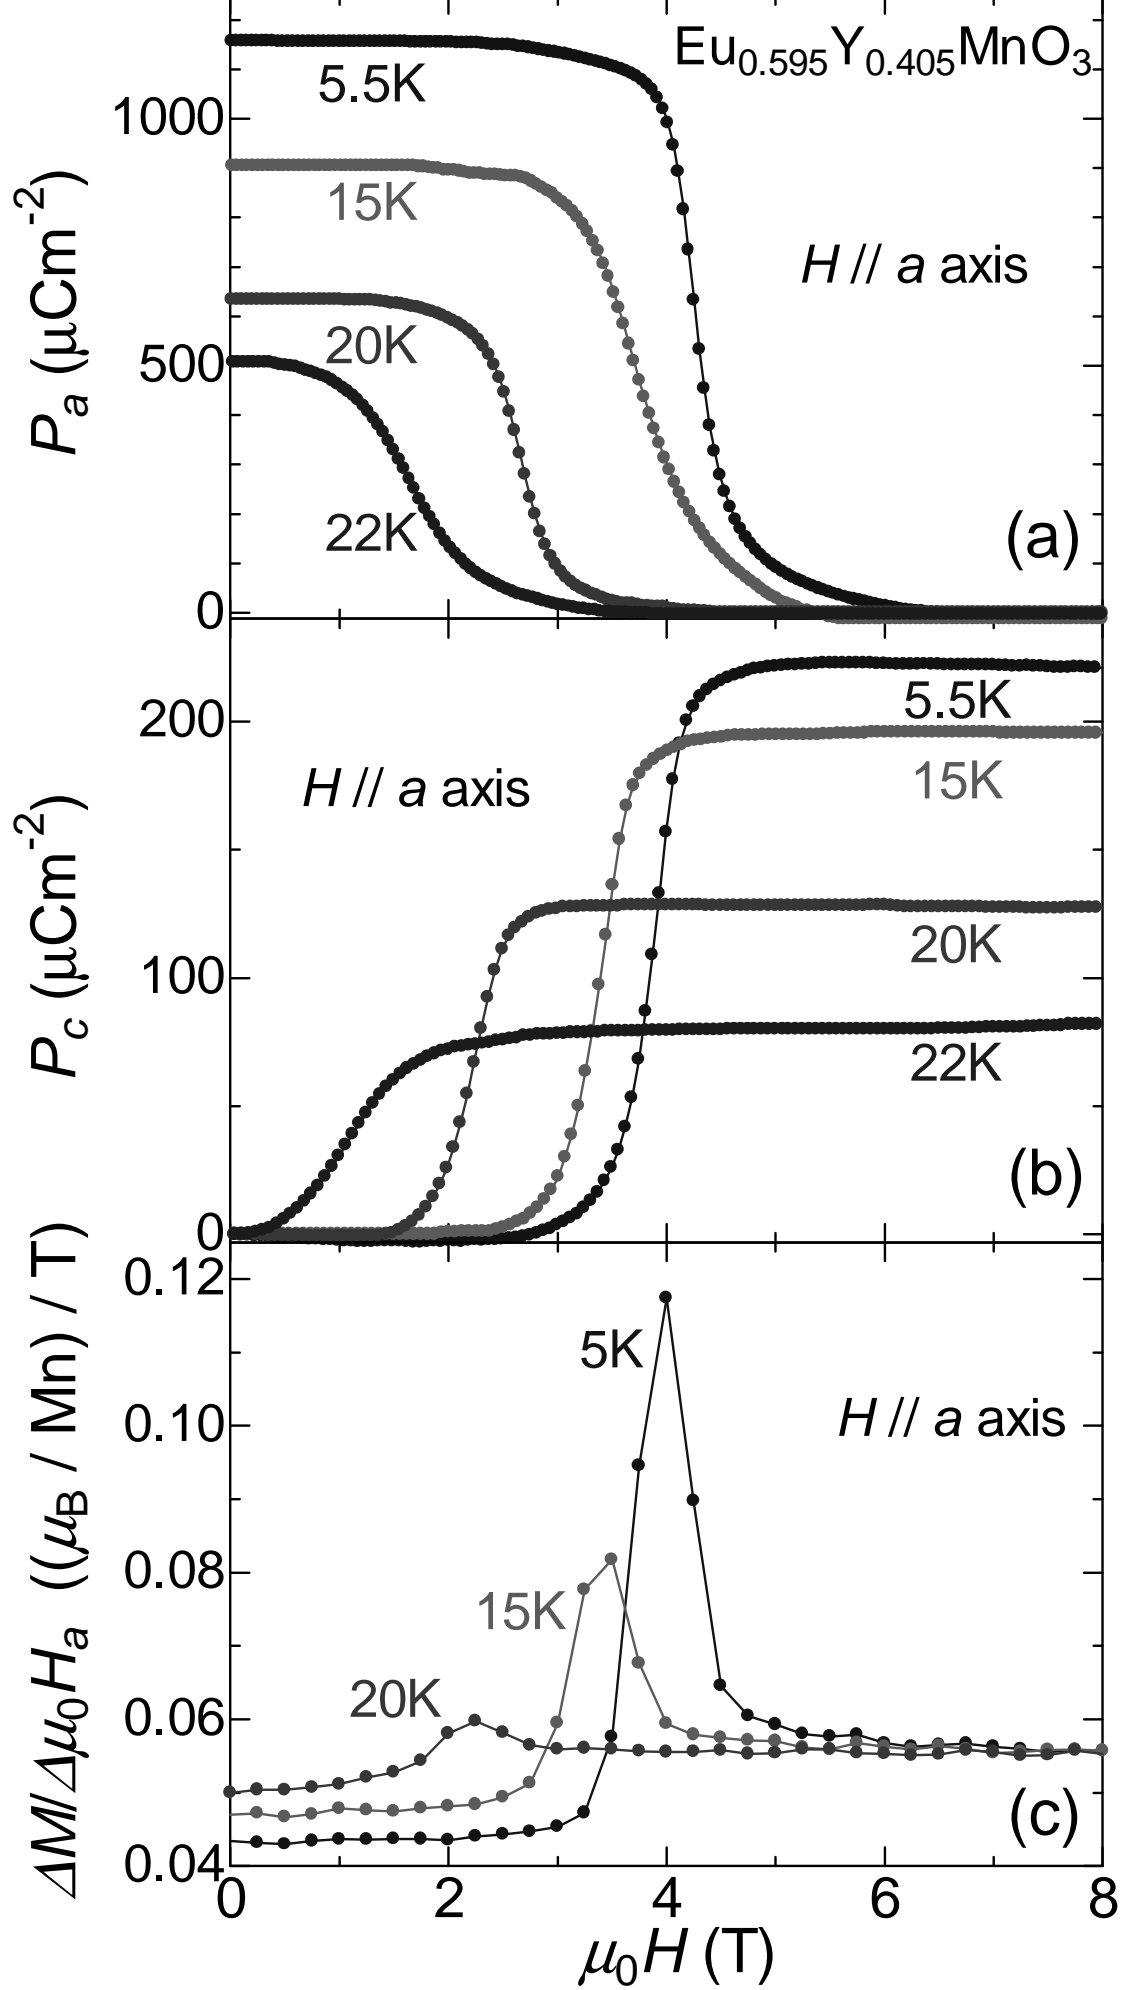 Eu0.595Y0.405MnO3
5.5K
1000
15K
H // a axis
20K
500
22K
(a)
0
Pa (μCm-2)
5.5K
200
15K
H // a axis
20K
100
22K
(b)
0
Pc (μCm-2)
0.12
5K
0.10
H // a axis
0.08
15K
20K
0.06
(c)
0.04
ΔM/Δμ0Ha ((μB / Mn) / T)
0 2 4 6 8
μ0H (T)